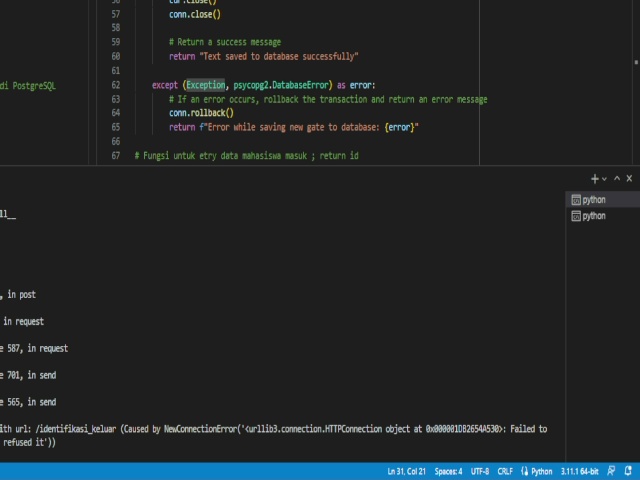 56 cur.close()
57 conn.close()
58
59 # Return a success message
60 return "Text saved to database successfully"
61
di PostgreSQL
62 except (Exception, psycopg2.DatabaseError) as error:
63 # If an error occurs, rollback the transaction and return an error message
64 conn.rollback()
65 return f"Error while saving new gate to database: {error}"
66
67 # Fungsi untuk etry data mahasiswa masuk ; return id
python
ll__
python
, in post
in request
e 587, in request
e 701, in send
e 565, in send
ith url: /identifikasi_keluar (Caused by NewConnectionError('<urllib3.connection.HTTPConnection object at 0x000001DB2654A530>: Failed to
refused it'))
Ln 31, Col 21 Spaces: 4 UTF-8 CRLF Python 3.11.1 64-bit